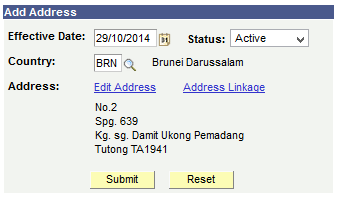 Add Address
Effective Date: 29/10/2014 Status: Active
Country: BRN Brunei Darussalam
Address: Edit Address Address Linkage
No.2
Spg. 639
Kg. sg. Damit Ukong Pemadang
Tutong TA1941
Submit Reset